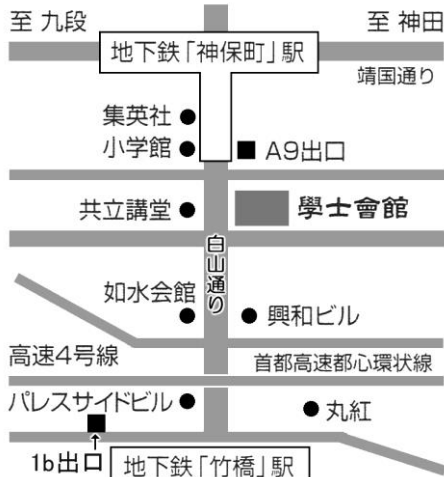 至 九段
至 神田
地下鉄「神保町」駅
靖国通り
集英社
小学館
A9出口
共立講堂
學士會館
白山通り
如水会館
興和ビル
高速4号線
首都高速都心環状線
パレスサイドビル
丸紅
1b出口
地下鉄「竹橋」駅